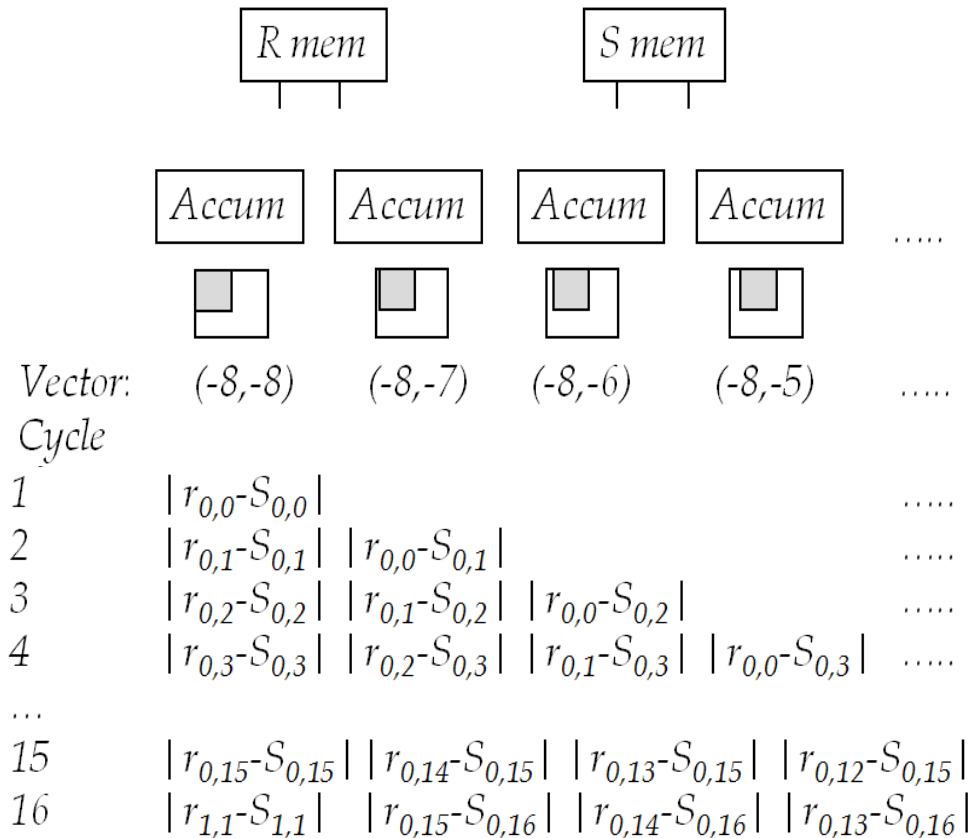 R mem S mem
Accum Accum Accum Accum .....
Vector: (-8,-8) (-8,-7) (-8,-6) (-8,-5) .....
Cycle
1 |r0,0-S0,0| .....
2 |r0,1-S0,1| |r0,0-S0,1| .....
3 |r0,2-S0,2| |r0,1-S0,2| |r0,0-S0,2| .....
4 |r0,3-S0,3| |r0,2-S0,3| |r0,1-S0,3| |r0,0-S0,3| .....
...
15 |r0,15-S0,15| |r0,14-S0,15| |r0,13-S0,15| |r0,12-S0,15|
16 |r1,1-S1,1| |r0,15-S0,16| |r0,14-S0,16| |r0,13-S0,16|